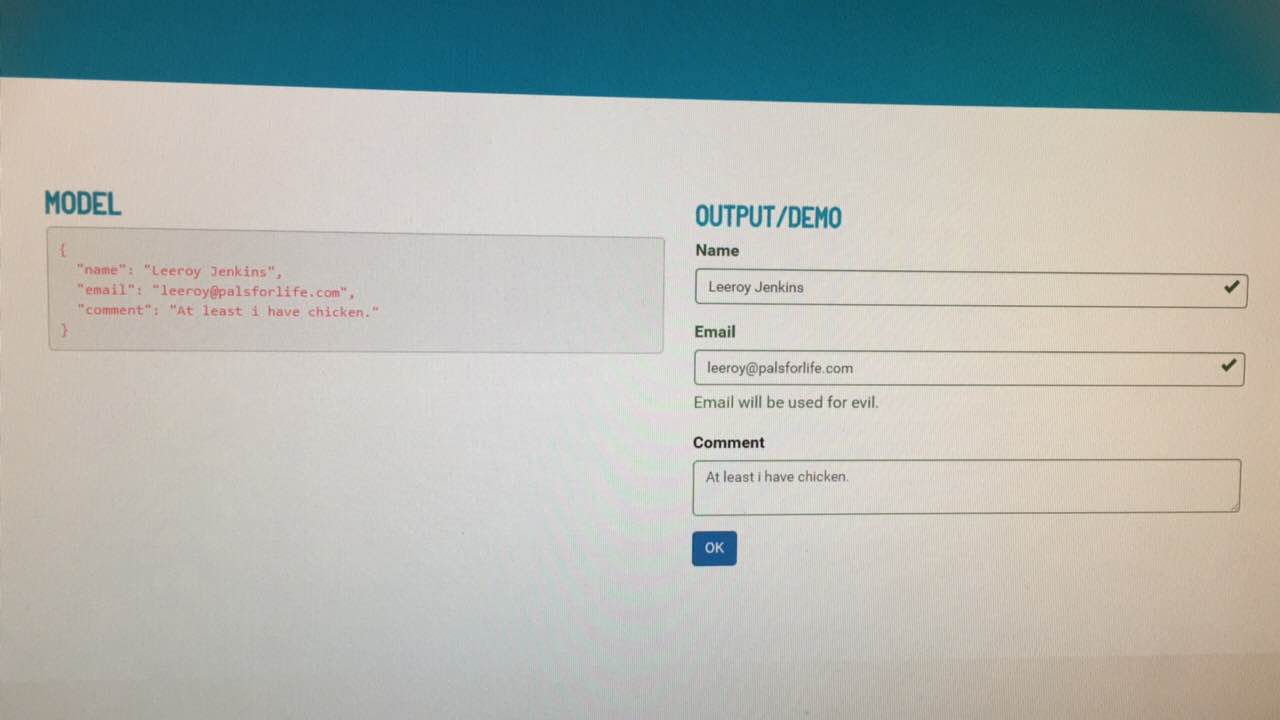 MODEL
{
"name": "Leeroy Jenkins",
"email": "leeroy@palsforlife.com",
"comment": "At least i have chicken."
}
OUTPUT/DEMO
Name
Leeroy Jenkins
Email
leeroy@palsforlife.com
Email will be used for evil.
Comment
At least i have chicken.
OK